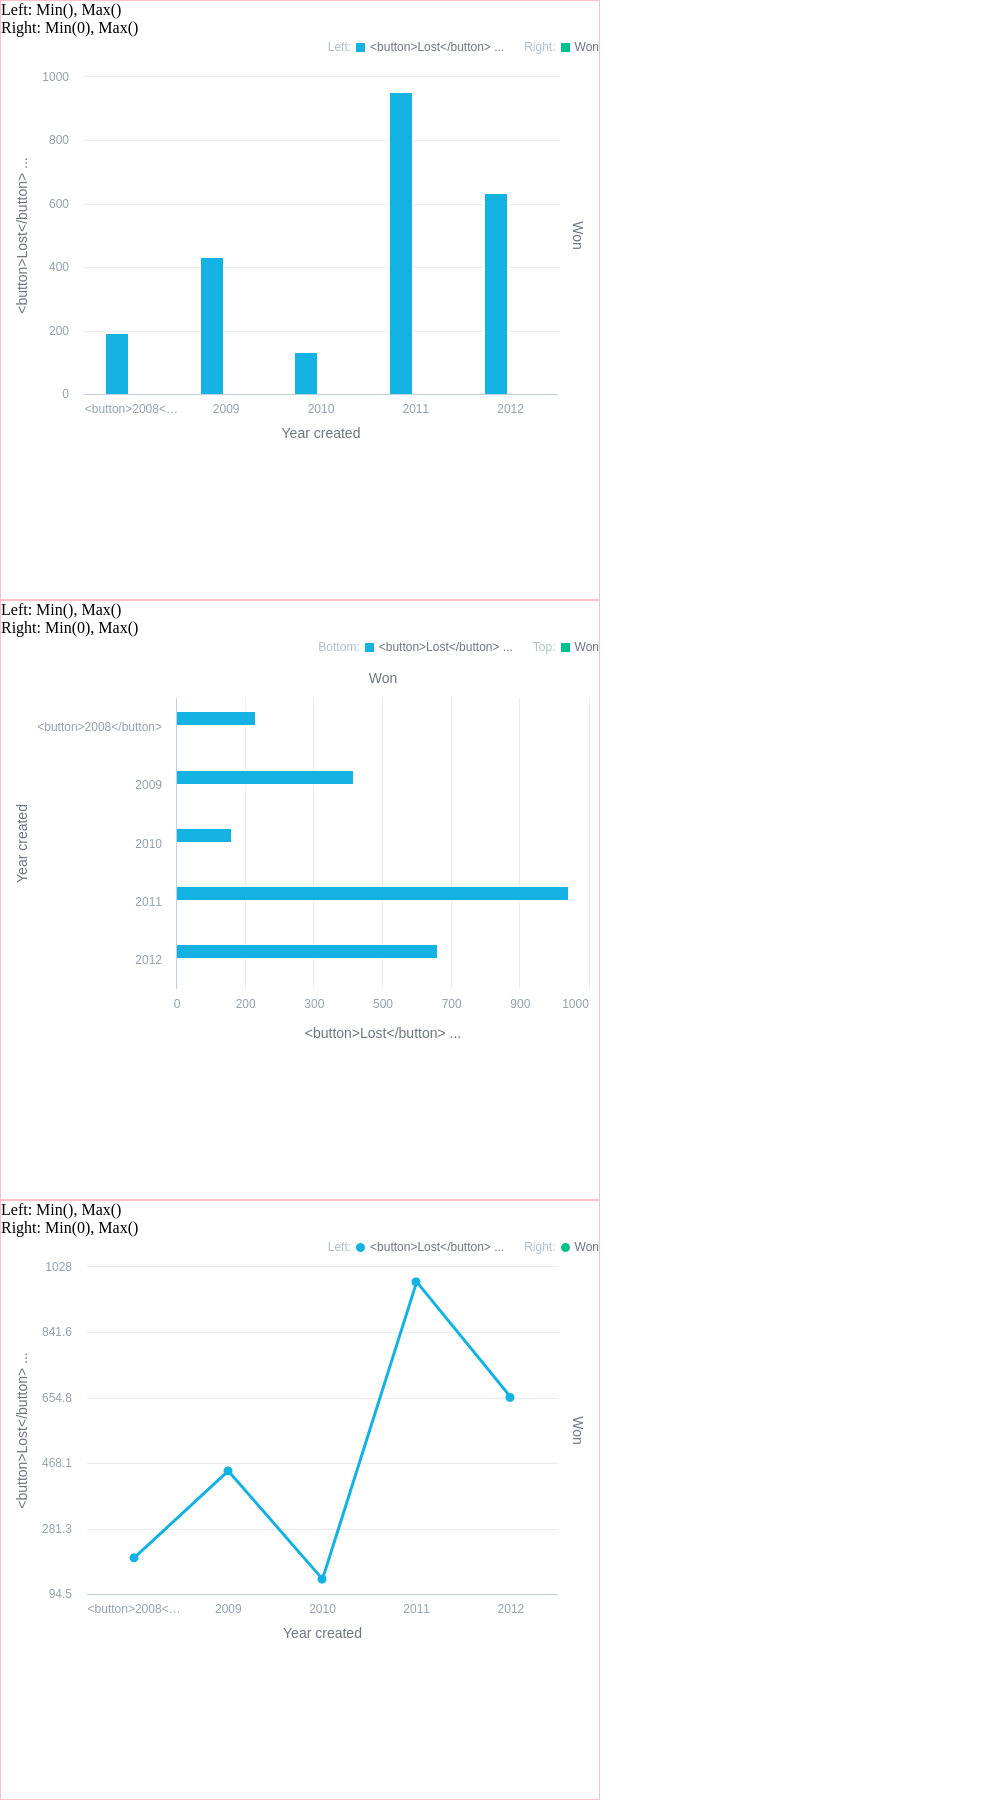 Left: Min(), Max()
Right: Min(0), Max()
Left: <button>Lost</button> ... Right: Won
1000
800
600
400
200
0
<button>Lost</button> ...
Won
<button>2008<… 2009 2010 2011 2012
Year created
Left: Min(), Max()
Right: Min(0), Max()
Bottom: <button>Lost</button> ... Top: Won
Won
<button>2008</button>
2009
2010
2011
2012
Year created
0 200 300 500 700 900 1000
<button>Lost</button> ...
Left: Min(), Max()
Right: Min(0), Max()
Left: <button>Lost</button> ... Right: Won
1028
841.6
654.8
468.1
281.3
94.5
<button>Lost</button> ...
Won
<button>2008<… 2009 2010 2011 2012
Year created